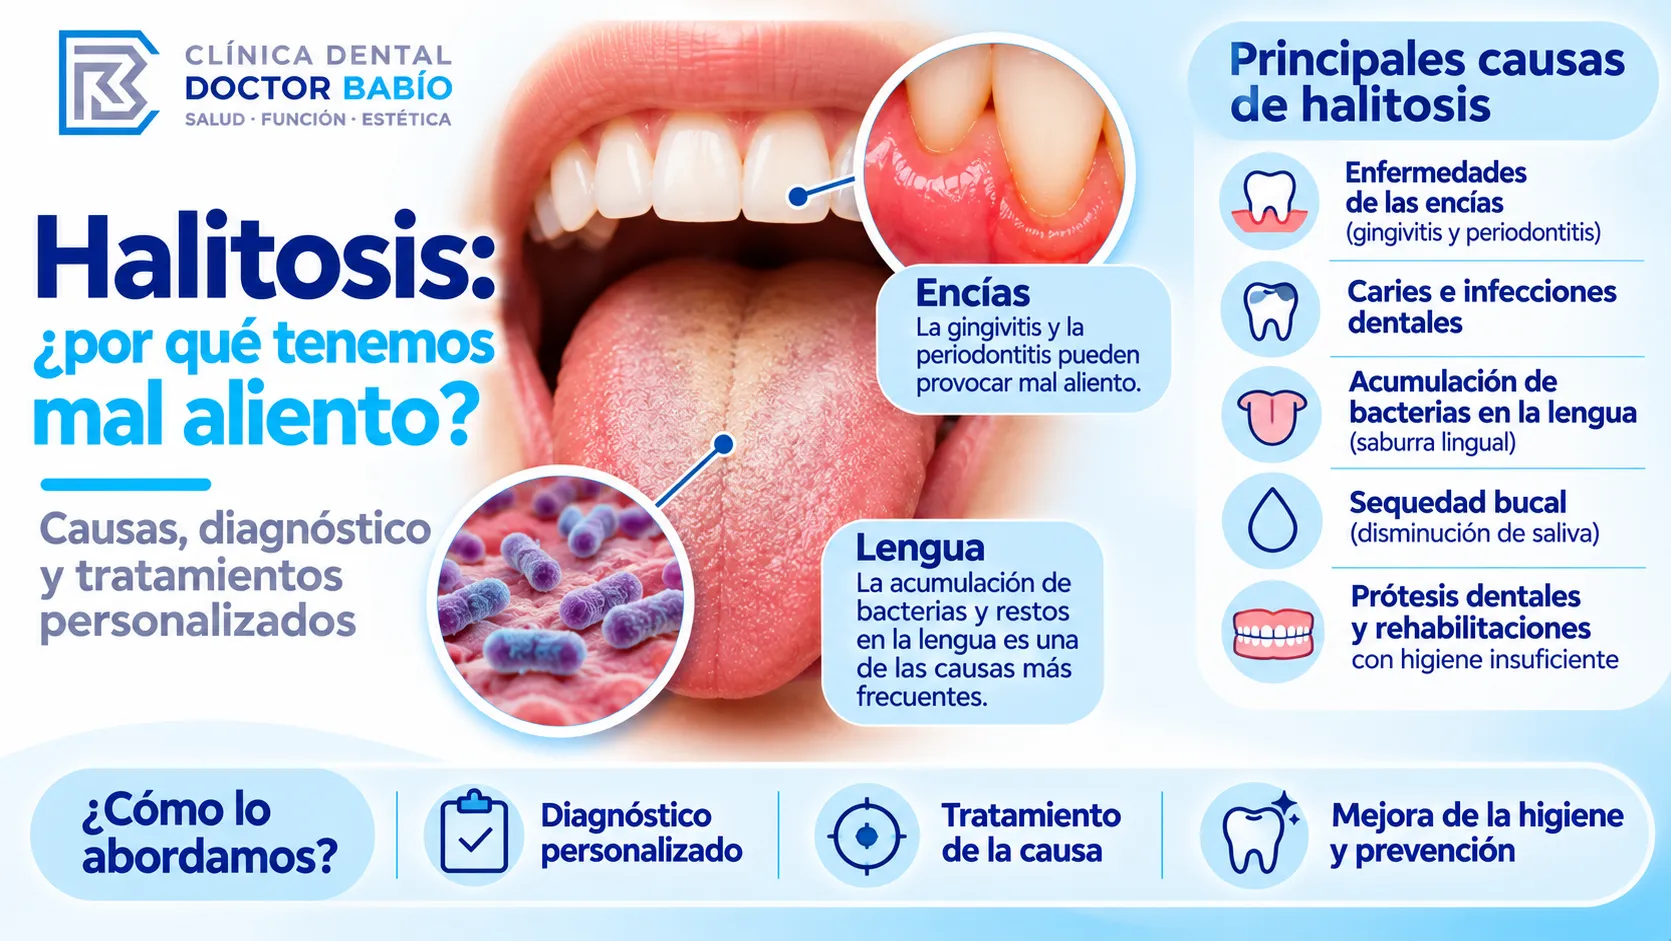 CLÍNICA DENTAL
DOCTOR BABÍO
SALUD · FUNCIÓN · ESTÉTICA
Halitosis:
¿por qué tenemos
mal aliento?
Causas, diagnóstico
y tratamientos
personalizados
Encías
La gingivitis y la
periodontitis pueden
provocar mal aliento.
Lengua
La acumulación de
bacterias y restos
en la lengua es una
de las causas más
frecuentes.
Principales causas
de halitosis
Enfermedades
de las encías
(gingivitis y periodontitis)
Caries e infecciones
dentales
Acumulación de
bacterias en la lengua
(saburra lingual)
Sequedad bucal
(disminución de saliva)
Prótesis dentales
y rehabilitaciones
con higiene insuficiente
¿Cómo lo
abordamos?
Diagnóstico
personalizado
Tratamiento
de la causa
Mejora de la higiene
y prevención